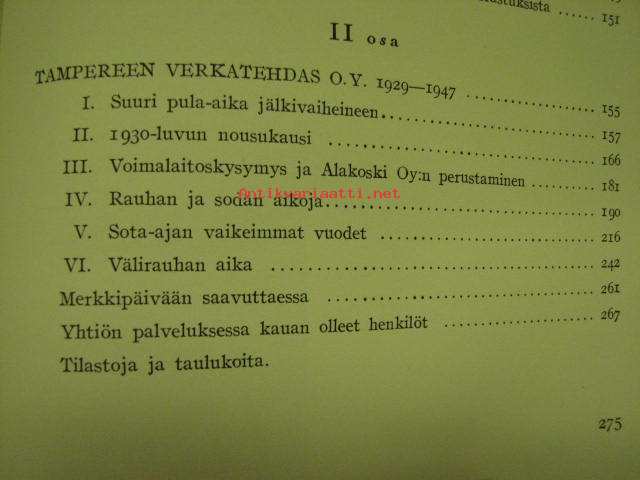 151
II osa
TAMPEREEN VERKATEHDAS O.Y. 1929—1947 ................ 155
I. Suuri pula-aika jälkivaiheineen................ 157
II. 1930-luvun nousukausi ................ 166
III. Voimalaitoskysymys ja Alakoski Oy:n perustaminen ............ 181
IV. Rauhan ja sodan aikoja................ 190
antikvariaatti.net
V. Sota-ajan vaikeimmat vuodet ................ 216
VI. Välirauhan aika ................ 242
Merkkipäivään saavuttaessa ................ 261
Yhtiön palveluksessa kauan olleet henkilöt ................ 267
Tilastoja ja taulukoita.
275